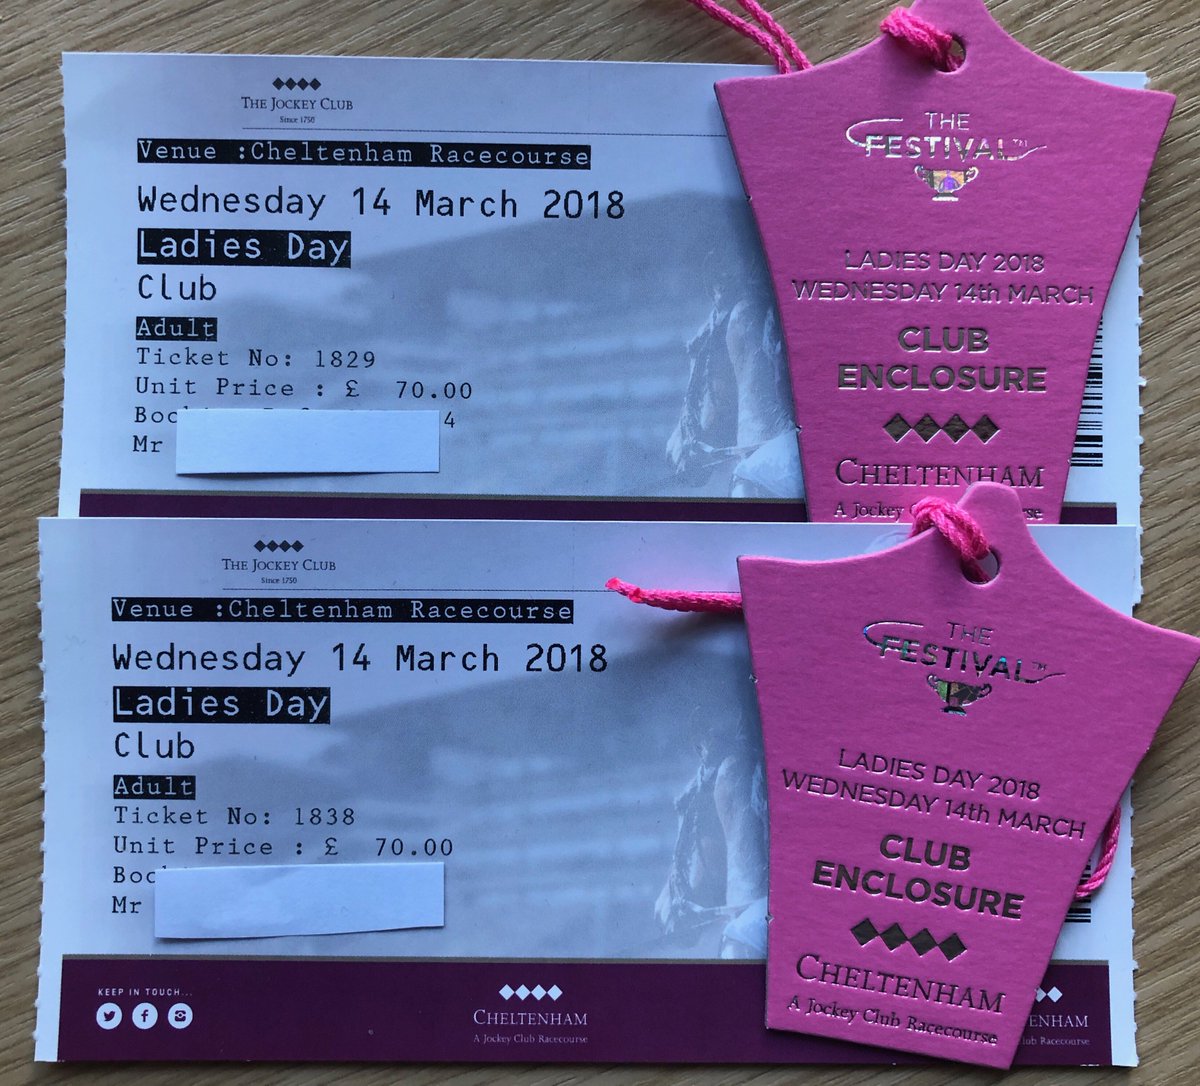 THE JOCKEY CLUB
Since 1750
Venue :Cheltenham Racecourse
Wednesday 14 March 2018
Ladies Day
Club
Adult
Ticket No: 1829
Unit Price : £ 70.00
4
Mr
THE
FESTIVAL™
LADIES DAY 2018
WEDNESDAY 14th MARCH
CLUB
ENCLOSURE
CHELTENHAM
A Jockey
THE JOCKEY CLUB
Since 1750
Venue :Cheltenham Racecourse
Wednesday 14 March 2018
Ladies Day
Club
Adult
Ticket No: 1838
Unit Price : £ 70.00
Mr
KEEP IN TOUCH...
CHELTENHAM
A Jockey Club Racecourse
THE
FESTIVAL™
LADIES DAY 2018
WEDNESDAY 14th MARCH
CLUB
ENCLOSURE
CHELTENHAM
A Jockey Club Racecourse